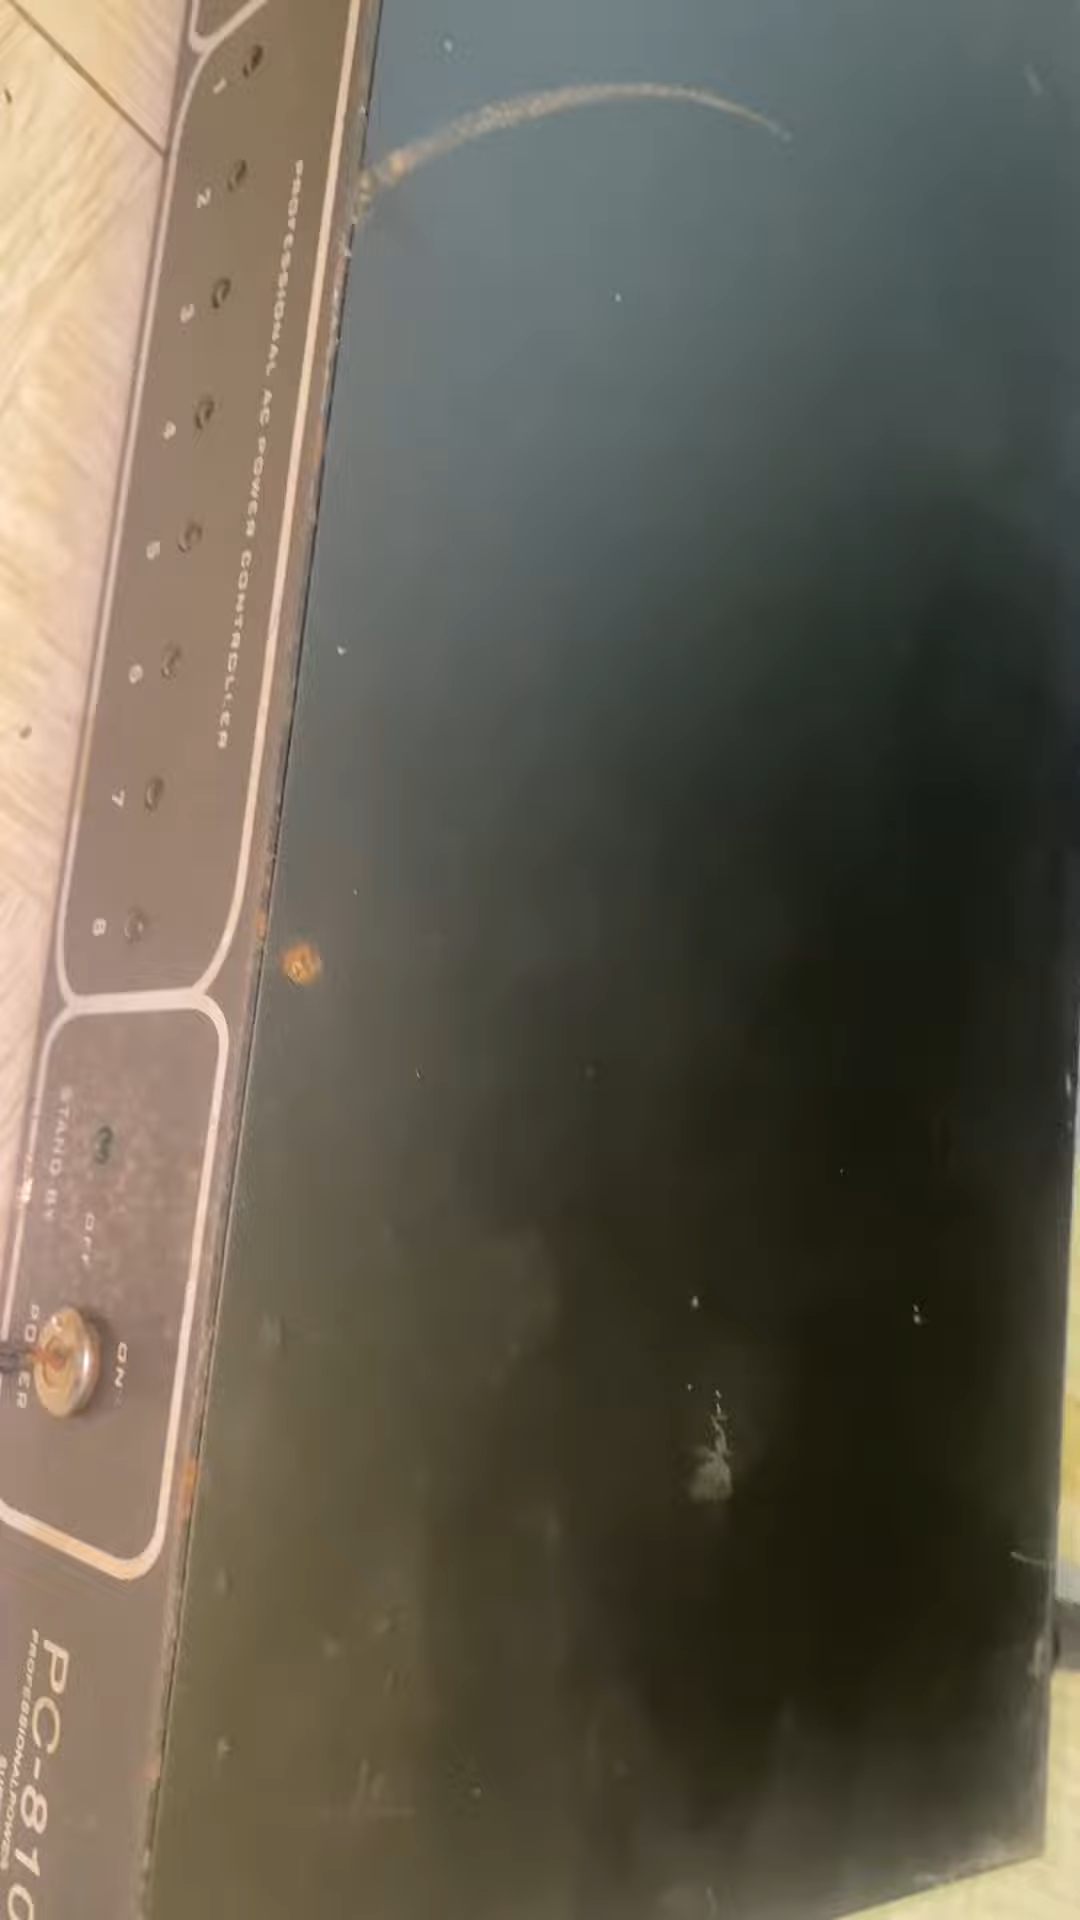 PROFESSIONAL AC POWER CONTROLLER
1 2 3 4 5 6 7 8
STAND BY
OFF
ON
POWER
PC-810
PROFESSIONAL POWER